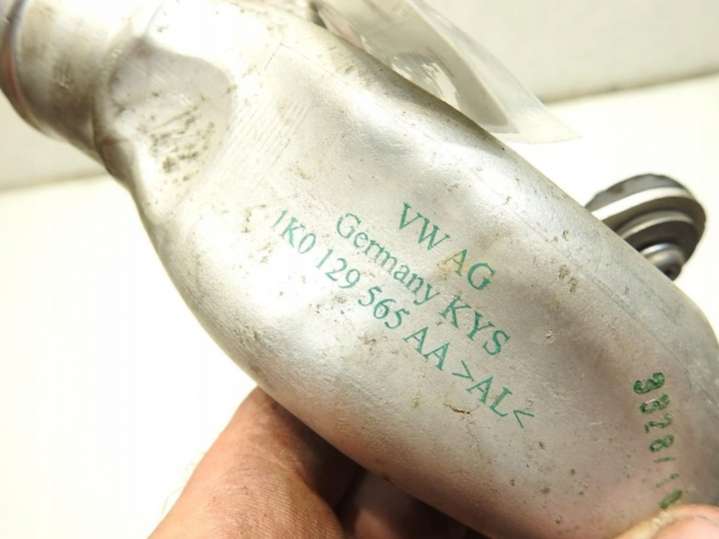 VW AG
Germany KYS
1K0 129 565 AA >AL<